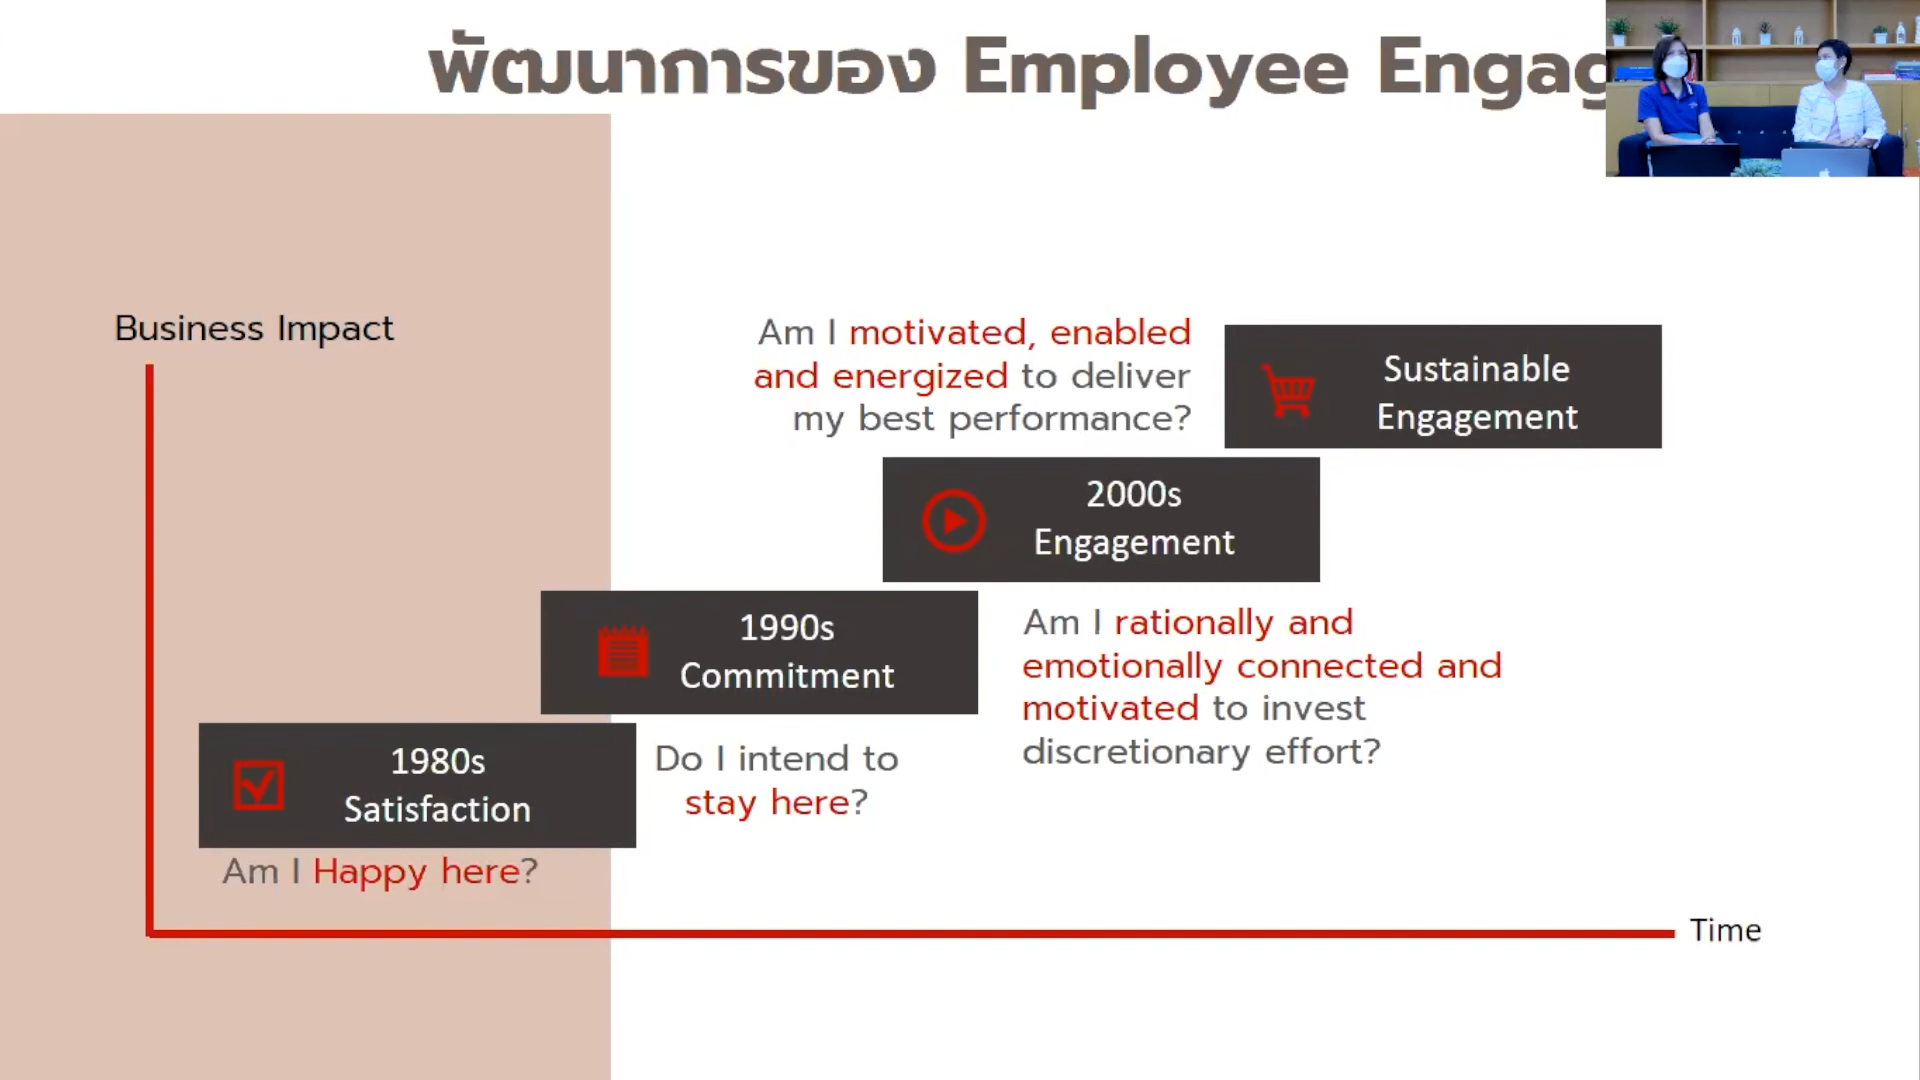 พัฒนาการของ Employee Engag
Business Impact
Am I motivated, enabled
and energized to deliver
my best performance?
Sustainable
Engagement
2000s
Engagement
Am I rationally and
emotionally connected and
motivated to invest
discretionary effort?
1990s
Commitment
Do I intend to
stay here?
1980s
Satisfaction
Am I Happy here?
Time